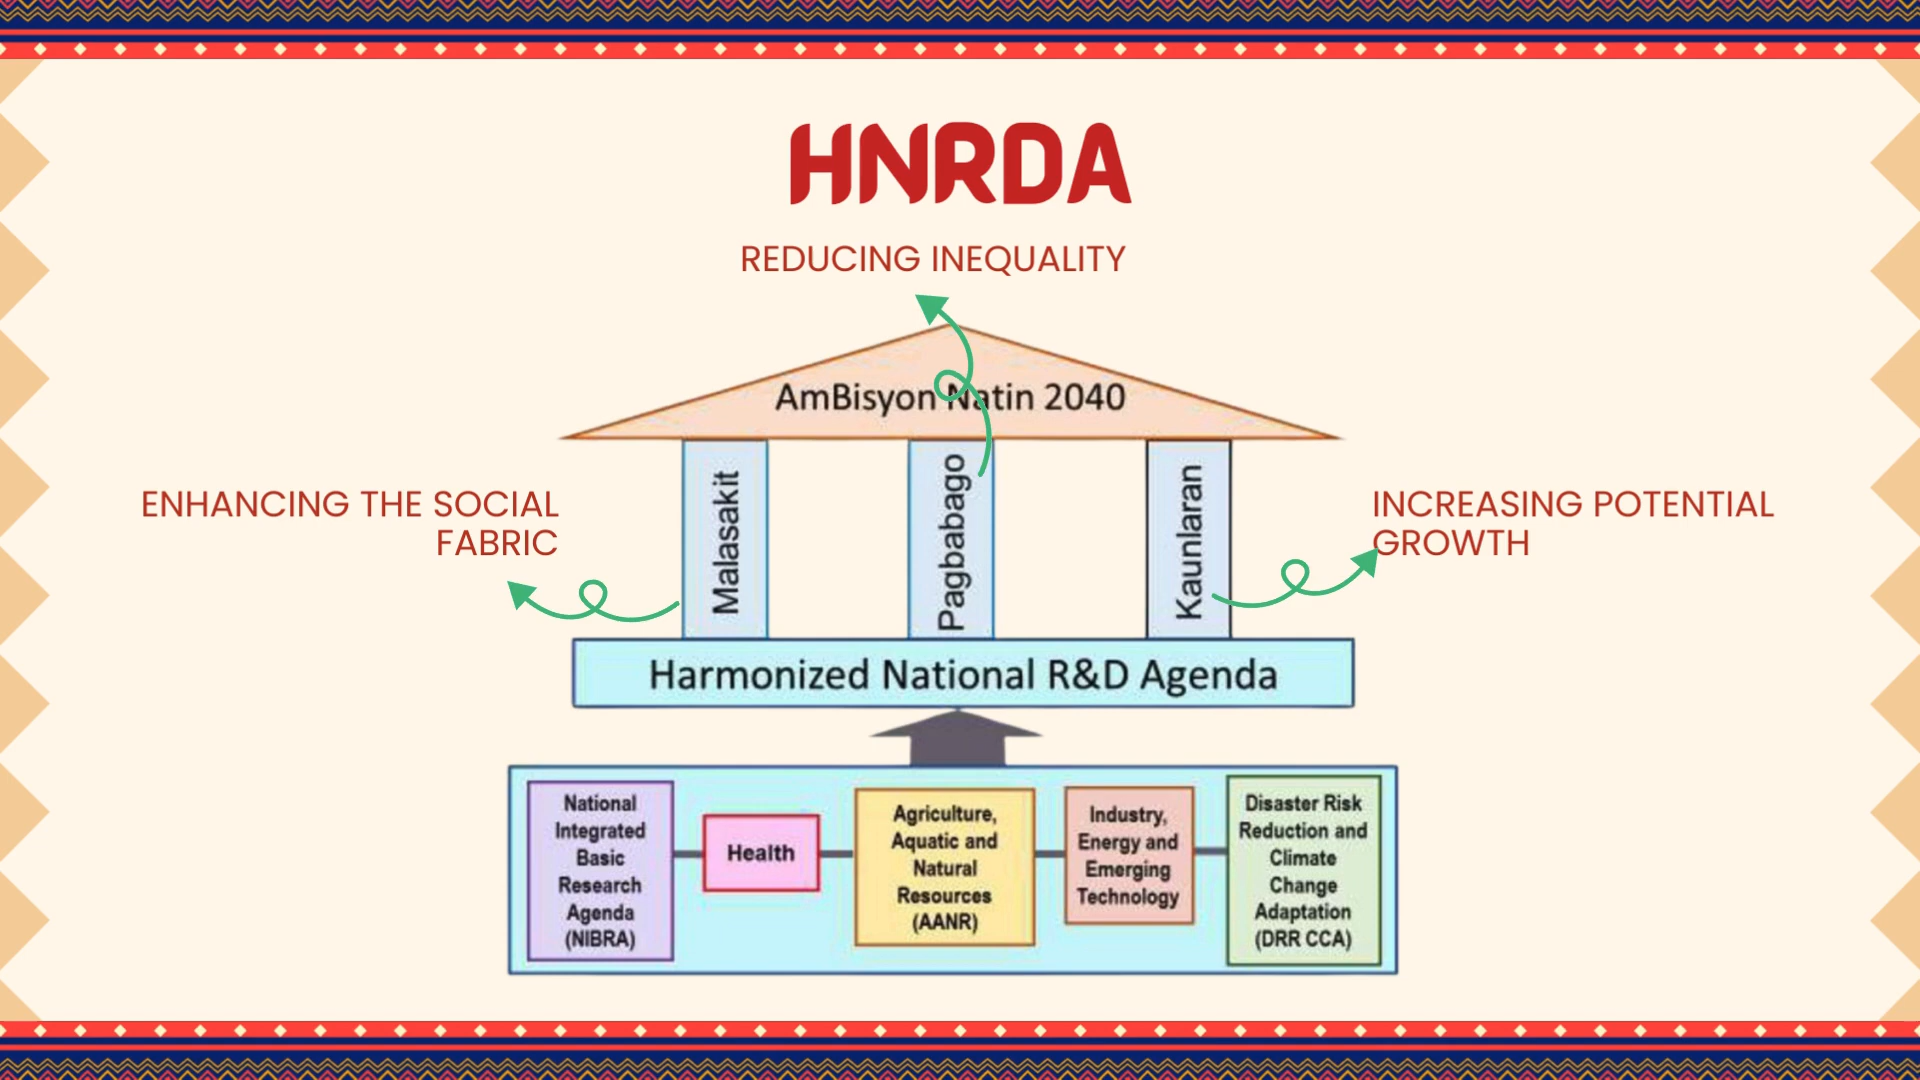 HNRDA
REDUCING INEQUALITY
AmBisyon Natin 2040
ENHANCING THE SOCIAL
FABRIC
Malasakit
Pagbabago
Kaunlaran
INCREASING POTENTIAL
GROWTH
Harmonized National R&D Agenda
National
Integrated
Basic
Research
Agenda
(NIBRA)
Health
Agriculture,
Aquatic and
Natural
Resources
(AANR)
Industry,
Energy and
Emerging
Technology
Disaster Risk
Reduction and
Climate
Change
Adaptation
(DRR CCA)